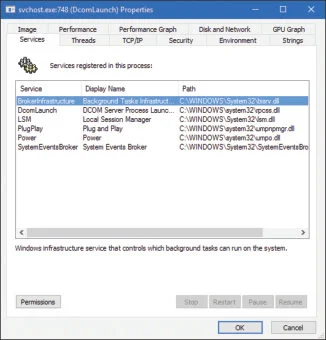 svchost.exe:748 (DcomLaunch) Properties
Image Performance Performance Graph Disk and Network GPU Graph
Services Threads TCP/IP Security Environment Strings
Services registered in this process:
Service Display Name Path
BrokerInfrastructure Background Tasks Infrastruct... C:\WINDOWS\System32\bisrv.dll
DcomLaunch DCOM Server Process Launc... C:\WINDOWS\system32\rpcss.dll
LSM Local Session Manager C:\WINDOWS\System32\lsm.dll
PlugPlay Plug and Play C:\WINDOWS\system32\umpnpmgr.dll
Power Power C:\WINDOWS\system32\umpo.dll
SystemEventsBroker System Events Broker C:\WINDOWS\System32\SystemEventsBro
Windows infrastructure service that controls which background tasks can run on the system.
Permissions Stop Restart Pause Resume
OK Cancel